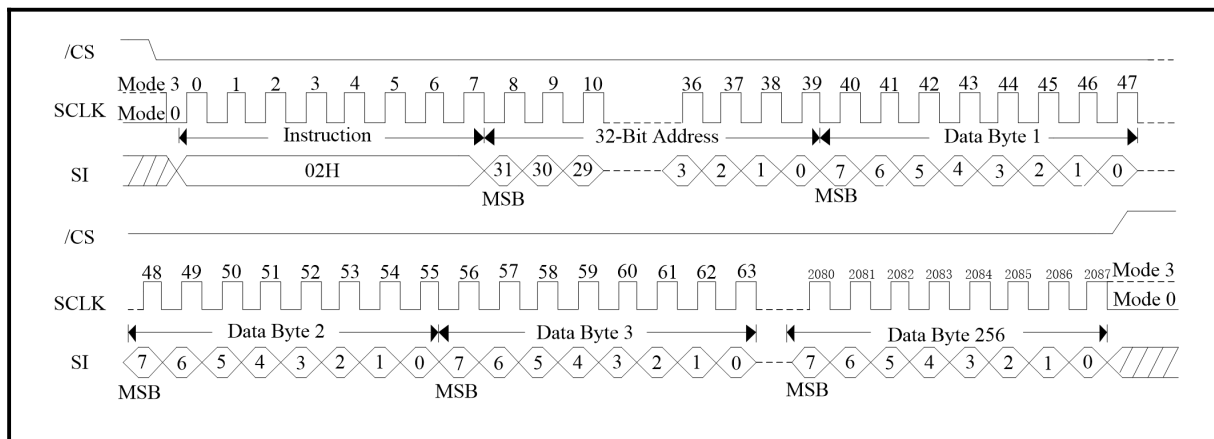 /CS
Mode 3 0 1 2 3 4 5 6 7 8 9 10 36 37 38 39 40 41 42 43 44 45 46 47
SCLK Mode 0
Instruction 32-Bit Address Data Byte 1
SI 02H 31 30 29 3 2 1 0 7 6 5 4 3 2 1 0
MSB MSB
/CS
48 49 50 51 52 53 54 55 56 57 58 59 60 61 62 63 2080 2081 2082 2083 2084 2085 2086 2087 Mode 3
SCLK Mode 0
Data Byte 2 Data Byte 3 Data Byte 256
SI 7 6 5 4 3 2 1 0 7 6 5 4 3 2 1 0 7 6 5 4 3 2 1 0
MSB MSB MSB